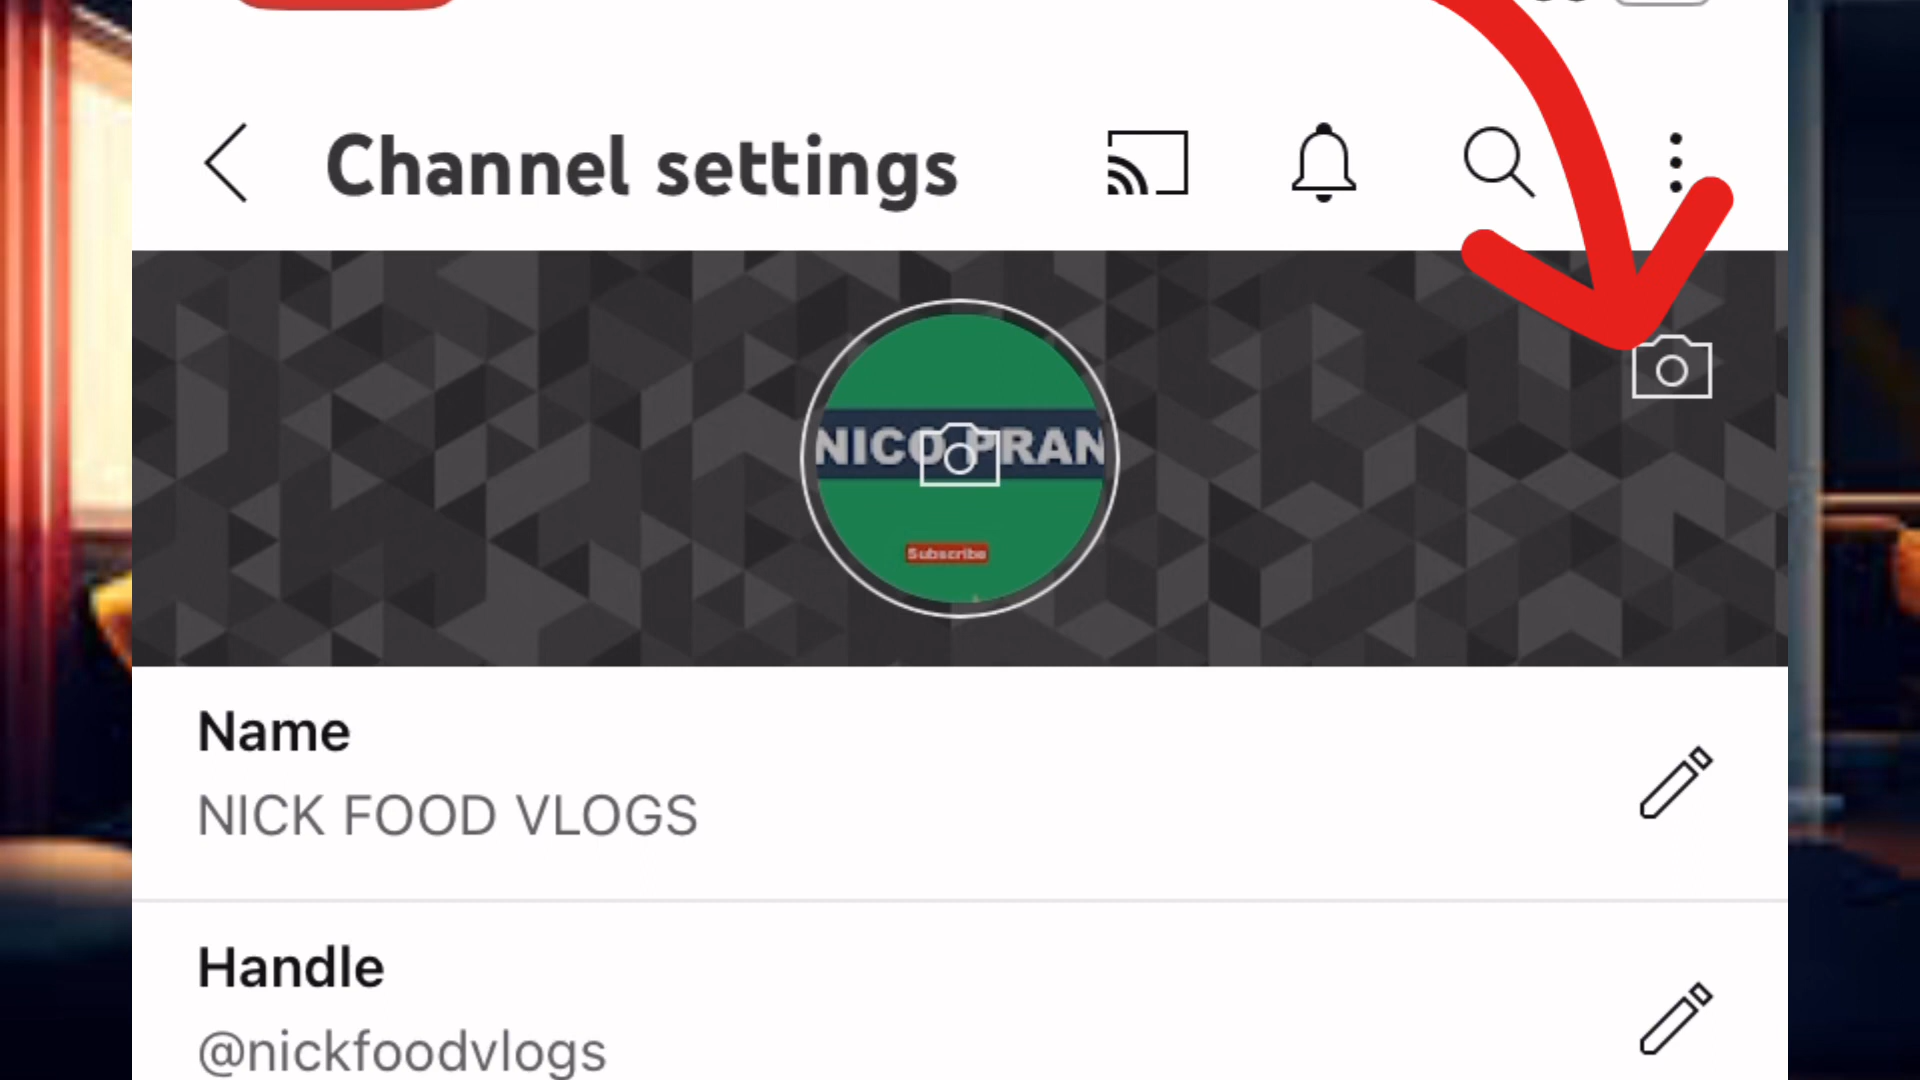 Channel settings
NICO PRAN
Subscribe
Name
NICK FOOD VLOGS
Handle
@nickfoodvlogs